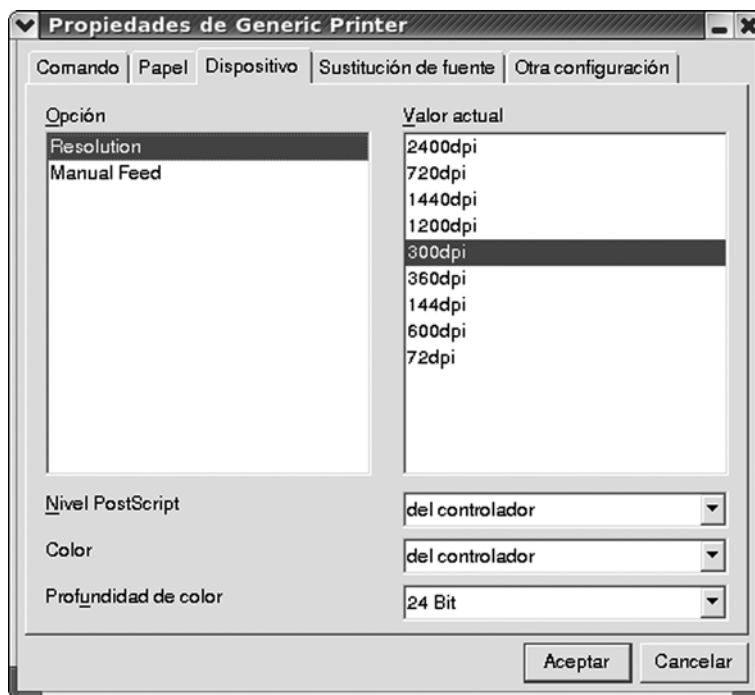 Propiedades de Generic Printer
Comando Papel Dispositivo Sustitución de fuente Otra configuración
Opción
Resolution
Manual Feed
Valor actual
2400dpi
720dpi
1440dpi
1200dpi
300dpi
360dpi
144dpi
600dpi
72dpi
Nivel PostScript
del controlador
Color
del controlador
Profundidad de color
24 Bit
Aceptar Cancelar